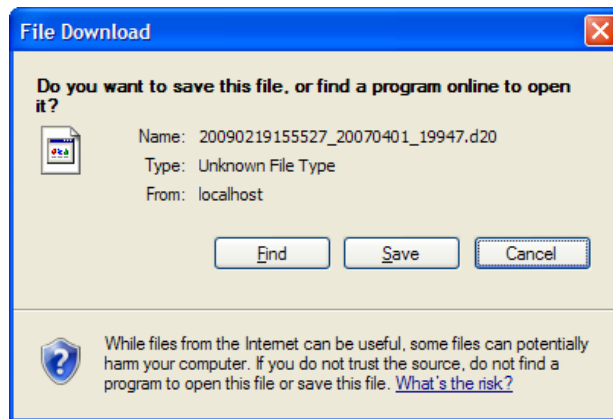 File Download
Do you want to save this file, or find a program online to open
it?
Name: 20090219155527_20070401_19947.d20
Type: Unknown File Type
From: localhost
Find Save Cancel
While files from the Internet can be useful, some files can potentially
harm your computer. If you do not trust the source, do not find a
program to open this file or save this file. What's the risk?